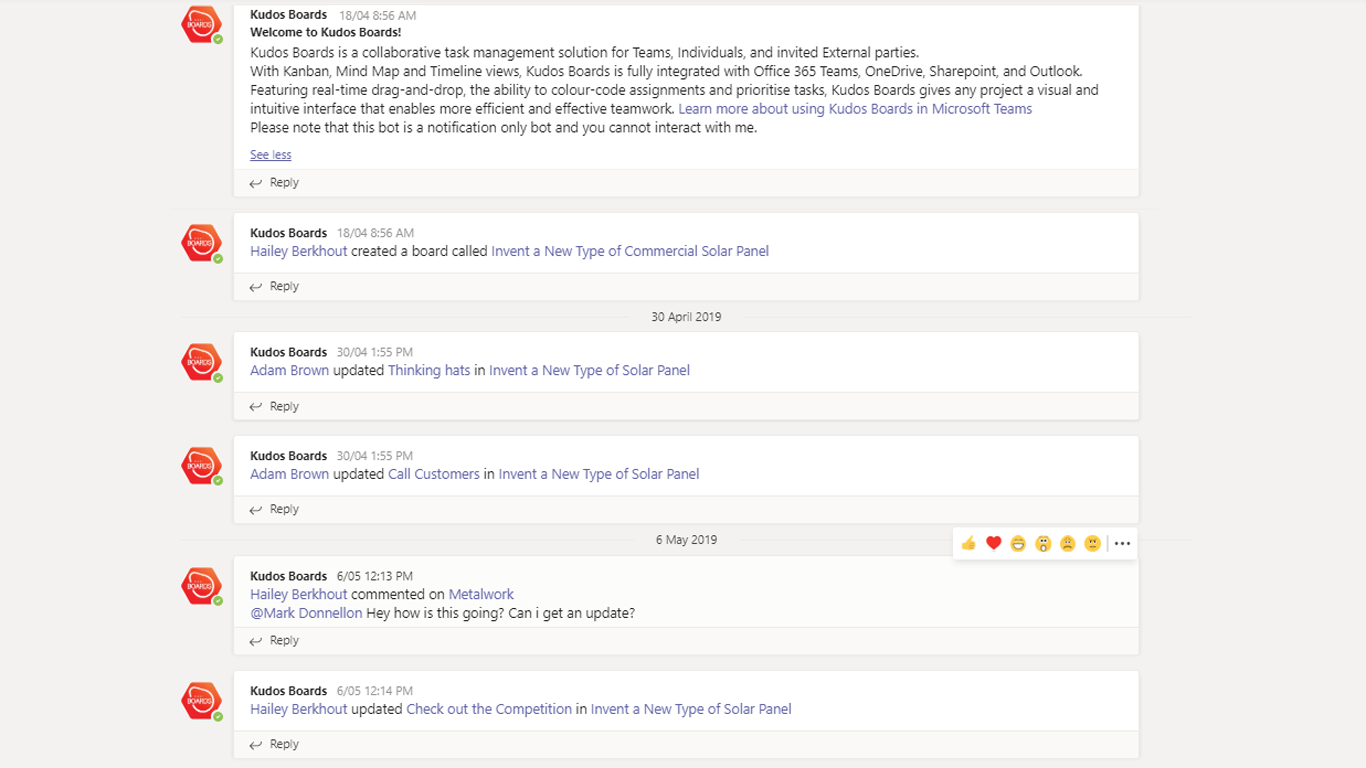 Kudos Boards 18/04 8:56 AM
Welcome to Kudos Boards!
Kudos Boards is a collaborative task management solution for Teams, Individuals, and invited External parties.
With Kanban, Mind Map and Timeline views, Kudos Boards is fully integrated with Office 365 Teams, OneDrive, Sharepoint, and Outlook.
Featuring real-time drag-and-drop, the ability to colour-code assignments and prioritise tasks, Kudos Boards gives any project a visual and
intuitive interface that enables more efficient and effective teamwork. Learn more about using Kudos Boards in Microsoft Teams
Please note that this bot is a notification only bot and you cannot interact with me.
See less
Reply
BOARDS
Kudos Boards 18/04 8:56 AM
Hailey Berkhout created a board called Invent a New Type of Commercial Solar Panel
Reply
BOARDS
30 April 2019
Kudos Boards 30/04 1:55 PM
Adam Brown updated Thinking hats in Invent a New Type of Solar Panel
Reply
BOARDS
Kudos Boards 30/04 1:55 PM
Adam Brown updated Call Customers in Invent a New Type of Solar Panel
Reply
BOARDS
6 May 2019
Kudos Boards 6/05 12:13 PM
Hailey Berkhout commented on Metalwork
@Mark Donnellon Hey how is this going? Can i get an update?
Reply
BOARDS
Kudos Boards 6/05 12:14 PM
Hailey Berkhout updated Check out the Competition in Invent a New Type of Solar Panel
Reply
BOARDS